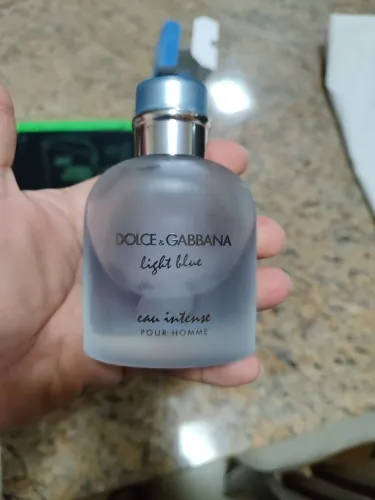 DOLCE & GABBANA
light blue
eau intense
POUR HOMME